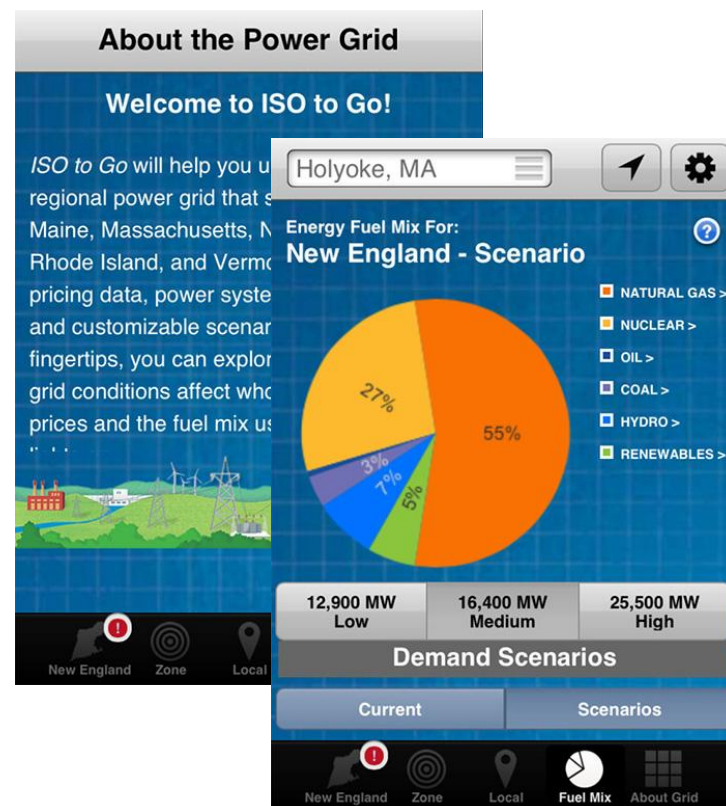 About the Power Grid
Welcome to ISO to Go!
ISO to Go will help you u
regional power grid that s
Maine, Massachusetts, N
Rhode Island, and Vermo
pricing data, power syste
and customizable scenar
fingertips, you can explor
grid conditions affect who
prices and the fuel mix us
New England
Zone
Local
Holyoke, MA
Energy Fuel Mix For:
New England - Scenario
?
NATURAL GAS >
NUCLEAR >
OIL >
COAL >
HYDRO >
RENEWABLES >
27%
55%
3%
7%
5%
12,900 MW
Low
16,400 MW
Medium
25,500 MW
High
Demand Scenarios
Current
Scenarios
!
New England
Zone
Local
Fuel Mix
About Grid